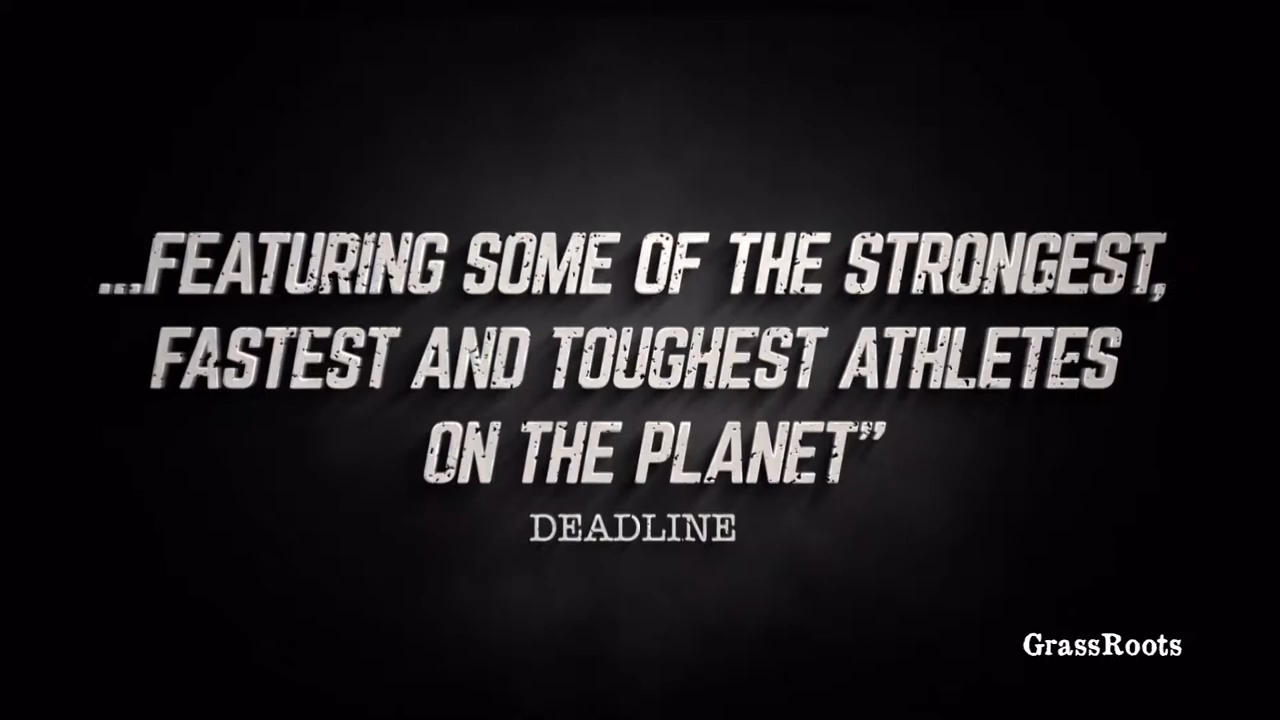 ...FEATURING SOME OF THE STRONGEST,
FASTEST AND TOUGHEST ATHLETES
ON THE PLANET”
DEADLINE
GrassRoots